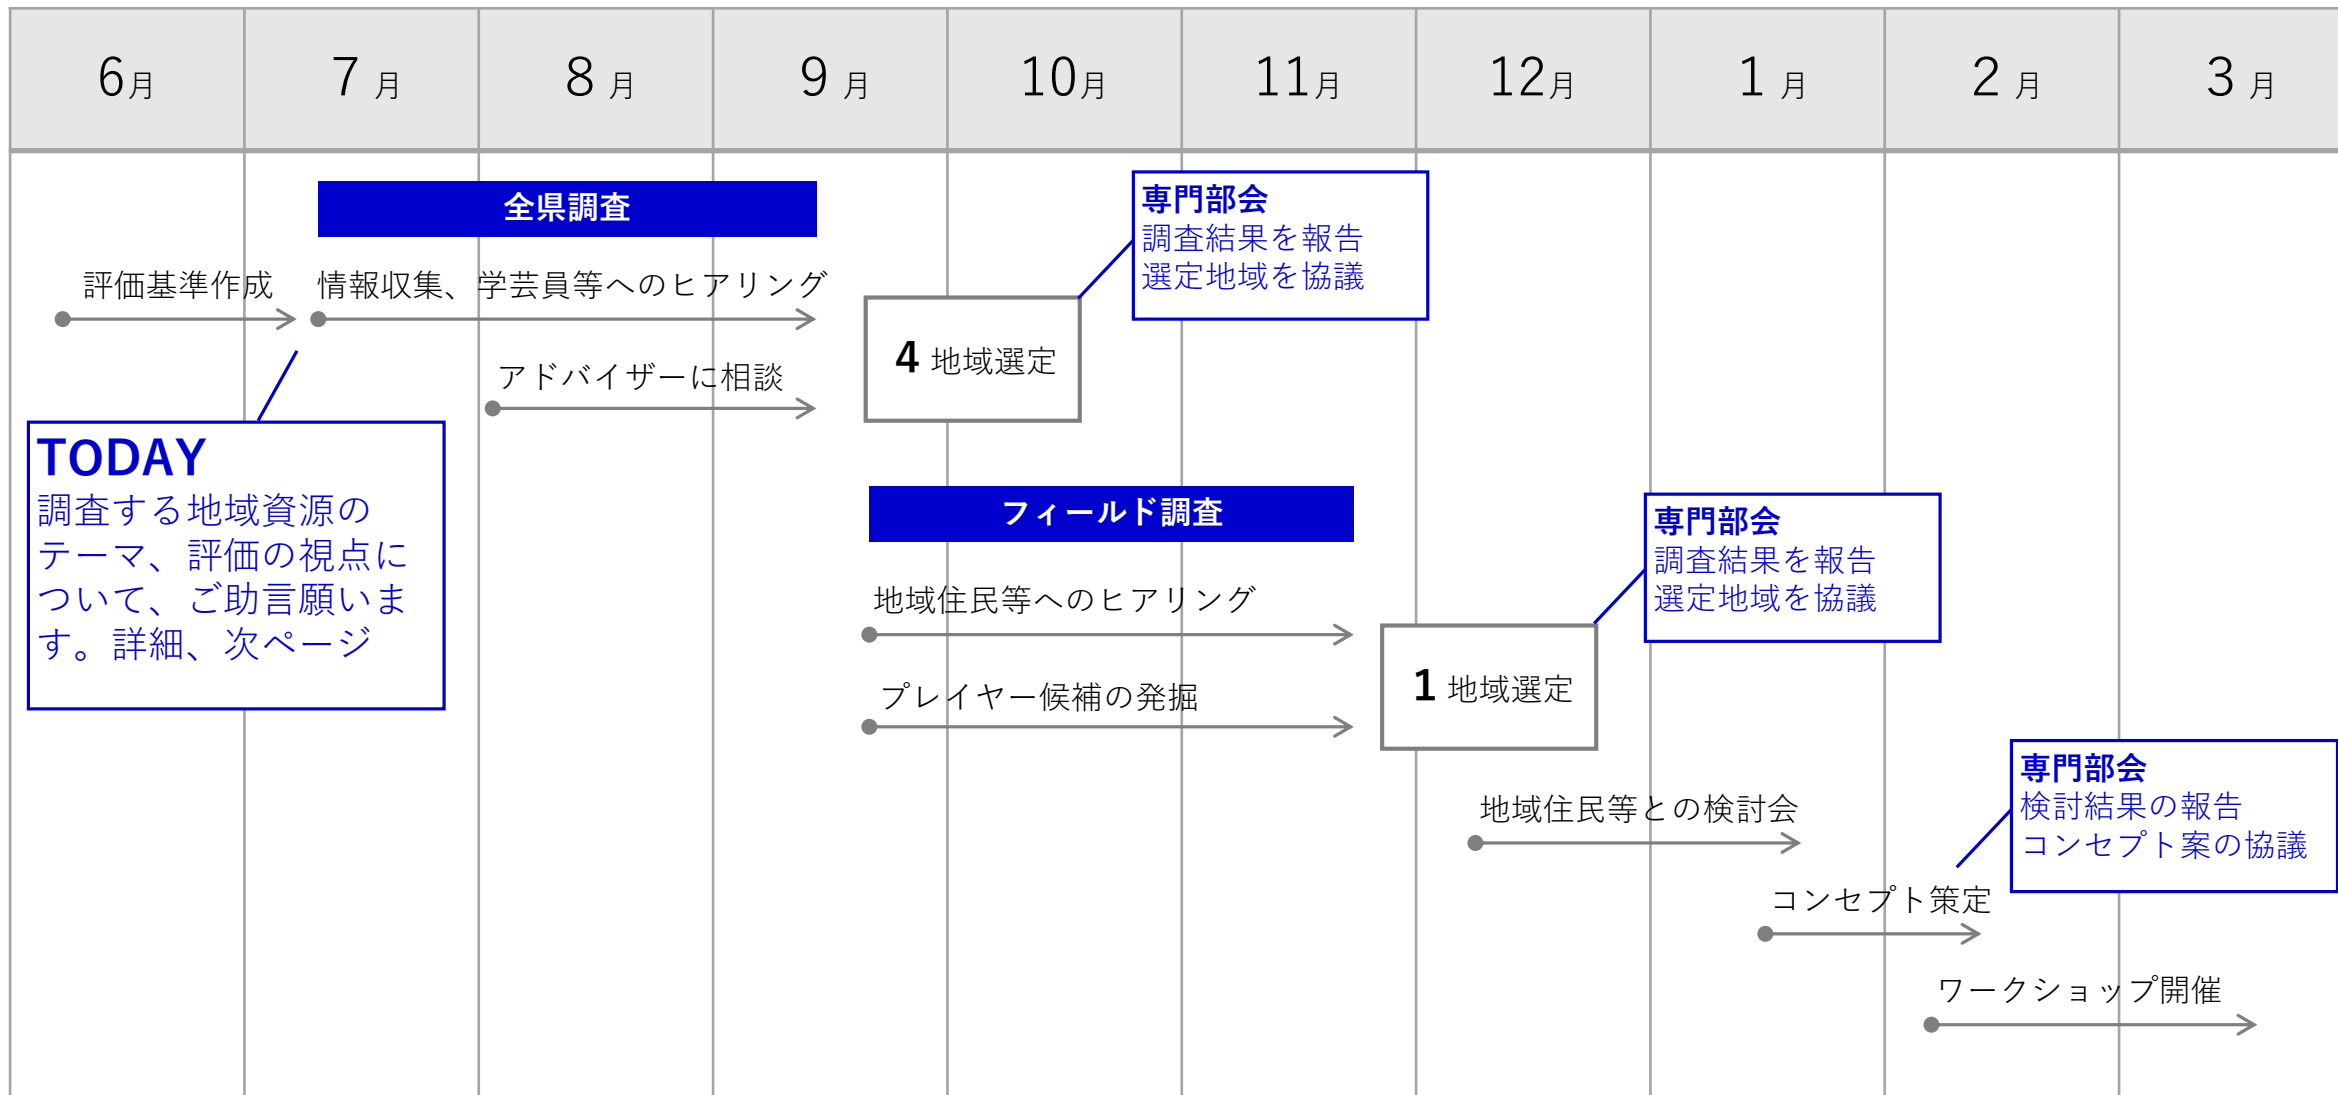 6月
7月
8月
9月
10月
11月
12月
1月
2月
3月
全県調査
専門部会
調査結果を報告
選定地域を協議
評価基準作成
情報収集、学芸員等へのヒアリング
4 地域選定
アドバイザーに相談
TODAY
調査する地域資源の
テーマ、評価の視点に
ついて、ご助言願いま
す。詳細、次ページ
フィールド調査
専門部会
調査結果を報告
選定地域を協議
地域住民等へのヒアリング
1 地域選定
プレイヤー候補の発掘
専門部会
検討結果の報告
コンセプト案の協議
地域住民等との検討会
コンセプト策定
ワークショップ開催